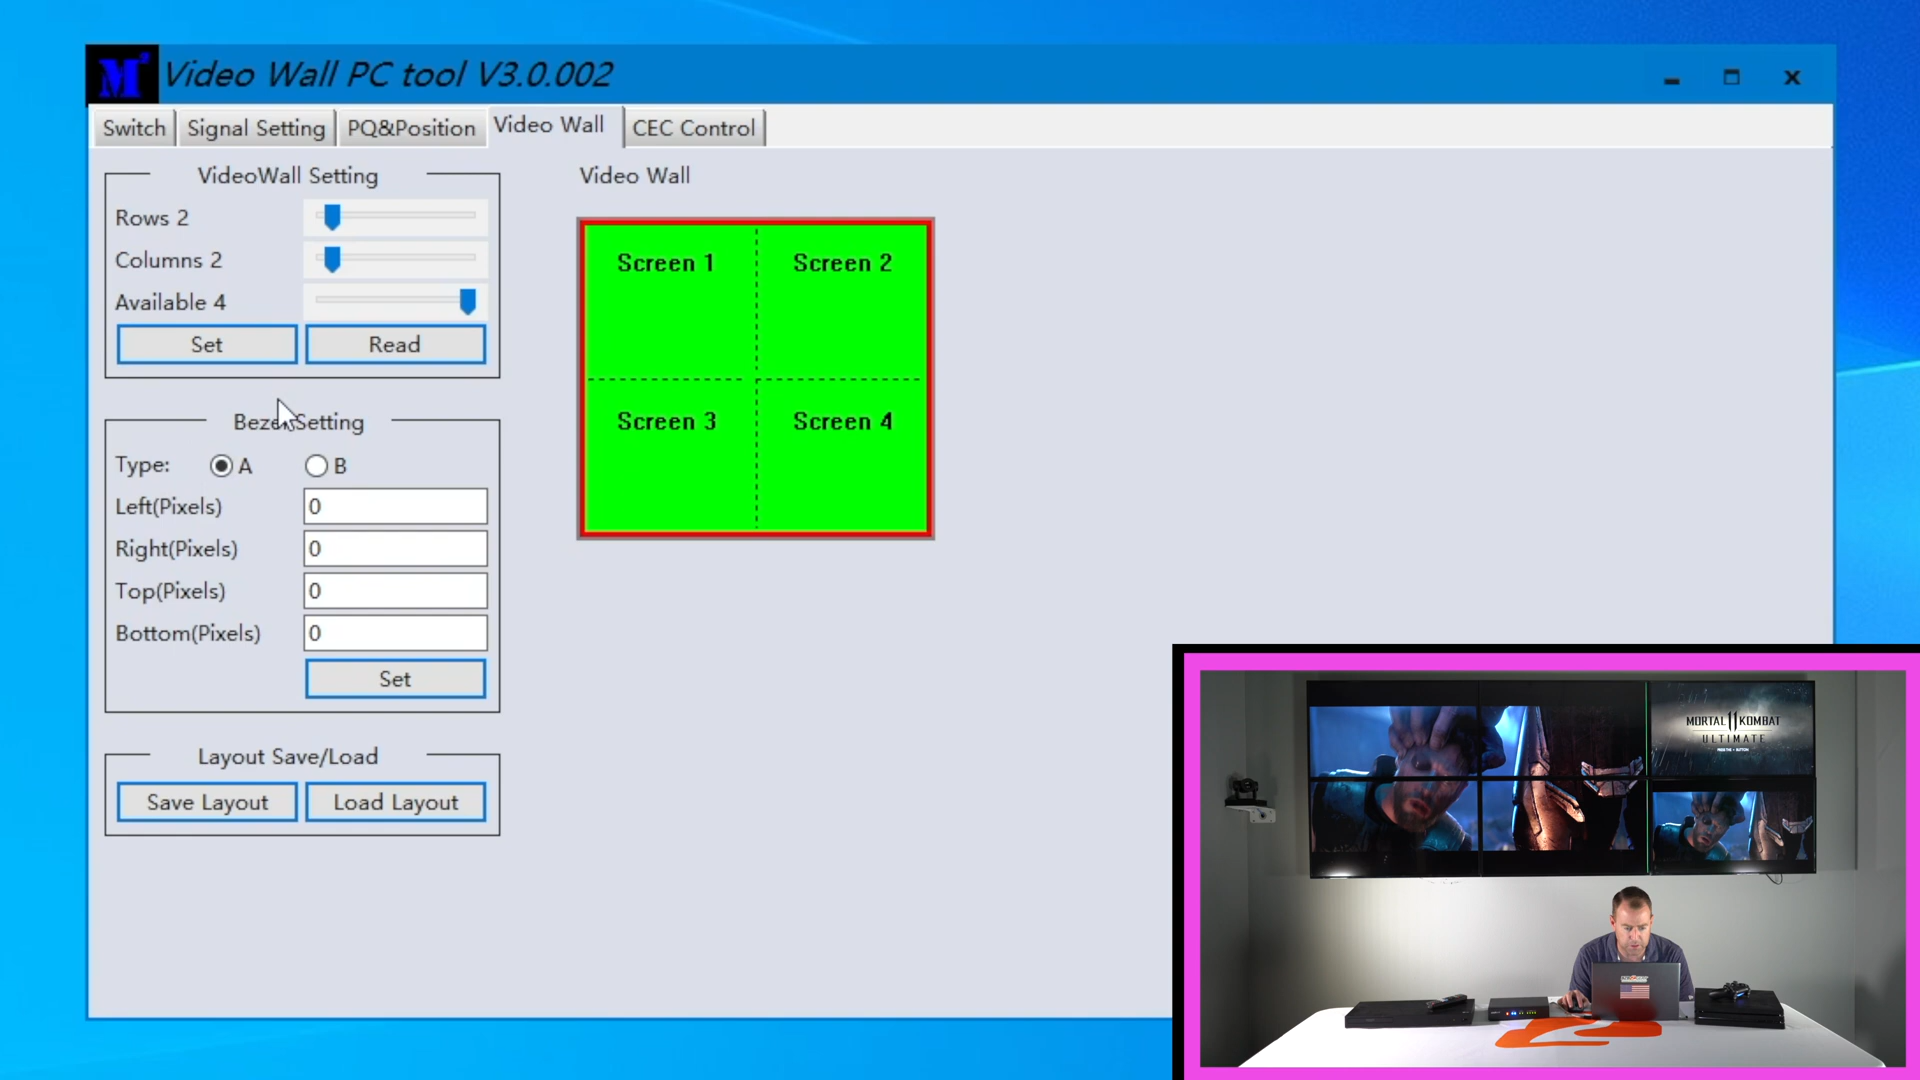 M²
Video Wall PC tool V3.0.002
Switch
Signal Setting
PQ&Position
Video Wall
CEC Control
VideoWall Setting
Rows 2
Columns 2
Available 4
Set
Read
Bezel Setting
Type:
A
B
Left(Pixels)
0
Right(Pixels)
0
Top(Pixels)
0
Bottom(Pixels)
0
Set
Layout Save/Load
Save Layout
Load Layout
Video Wall
Screen 1
Screen 2
Screen 3
Screen 4
MORTAL 11 KOMBAT
ULTIMATE